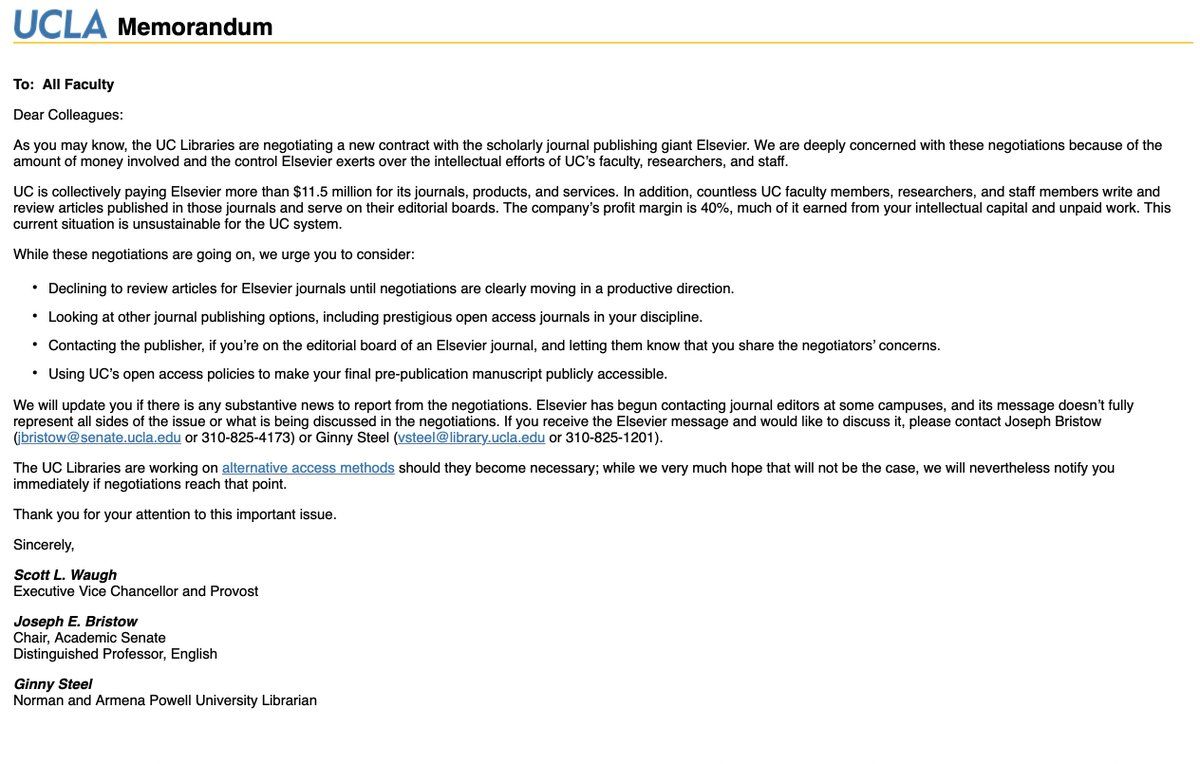 UCLA Memorandum
To: All Faculty
Dear Colleagues:
As you may know, the UC Libraries are negotiating a new contract with the scholarly journal publishing giant Elsevier. We are deeply concerned with these negotiations because of the
amount of money involved and the control Elsevier exerts over the intellectual efforts of UC’s faculty, researchers, and staff.
UC is collectively paying Elsevier more than $11.5 million for its journals, products, and services. In addition, countless UC faculty members, researchers, and staff members write and
review articles published in those journals and serve on their editorial boards. The company’s profit margin is 40%, much of it earned from your intellectual capital and unpaid work. This
current situation is unsustainable for the UC system.
While these negotiations are going on, we urge you to consider:
• Declining to review articles for Elsevier journals until negotiations are clearly moving in a productive direction.
• Looking at other journal publishing options, including prestigious open access journals in your discipline.
• Contacting the publisher, if you’re on the editorial board of an Elsevier journal, and letting them know that you share the negotiators’ concerns.
• Using UC’s open access policies to make your final pre-publication manuscript publicly accessible.
We will update you if there is any substantive news to report from the negotiations. Elsevier has begun contacting journal editors at some campuses, and its message doesn’t fully
represent all sides of the issue or what is being discussed in the negotiations. If you receive the Elsevier message and would like to discuss it, please contact Joseph Bristow
(jbristow@senate.ucla.edu or 310-825-4173) or Ginny Steel (vsteel@library.ucla.edu or 310-825-1201).
The UC Libraries are working on alternative access methods should they become necessary; while we very much hope that will not be the case, we will nevertheless notify you
immediately if negotiations reach that point.
Thank you for your attention to this important issue.
Sincerely,
Scott L. Waugh
Executive Vice Chancellor and Provost
Joseph E. Bristow
Chair, Academic Senate
Distinguished Professor, English
Ginny Steel
Norman and Armena Powell University Librarian